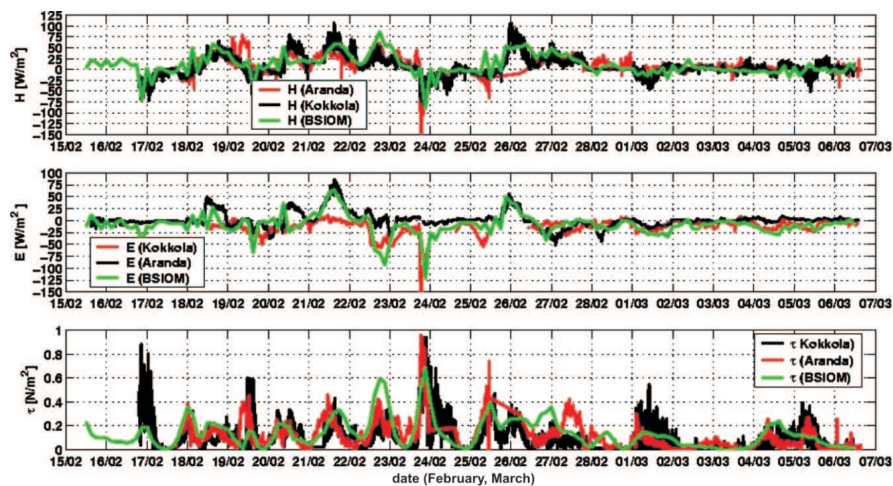 125
100
75
50
25
0
−25
−50
−75
−100
−125
−150
H [W/m²]
H (Aranda)
H (Kokkola)
H (BSIOM)
15/02 16/02 17/02 18/02 19/02 20/02 21/02 22/02 23/02 24/02 25/02 26/02 27/02 28/02 01/03 02/03 03/03 04/03 05/03 06/03 07/03
100
75
50
25
0
−25
−50
−75
−100
−125
−150
E [W/m²]
E (Kokkola)
E (Aranda)
E (BSIOM)
15/02 16/02 17/02 18/02 19/02 20/02 21/02 22/02 23/02 24/02 25/02 26/02 27/02 28/02 01/03 02/03 03/03 04/03 05/03 06/03 07/03
1
0.8
0.6
0.4
0.2
0
τ [N/m²]
τ Kokkola)
τ (Aranda)
τ (BSIOM)
15/02 16/02 17/02 18/02 19/02 20/02 21/02 22/02 23/02 24/02 25/02 26/02 27/02 28/02 01/03 02/03 03/03 04/03 05/03 06/03 07/03
date (February, March)